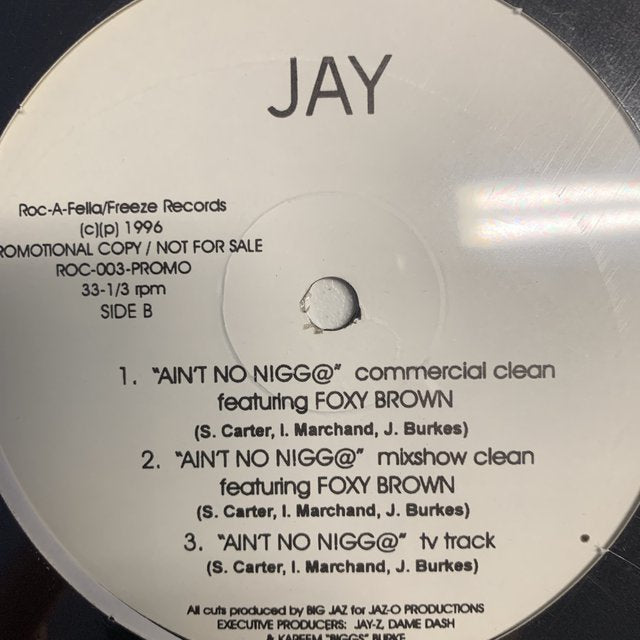 JAY
Roc-A-Fella/Freeze Records
(c)(p) 1996
PROMOTIONAL COPY / NOT FOR SALE
ROC-003-PROMO
33-1/3 rpm
SIDE B
1. "AIN'T NO NIGG@" commercial clean
featuring FOXY BROWN
(S. Carter, I. Marchand, J. Burkes)
2. "AIN'T NO NIGG@" mixshow clean
featuring FOXY BROWN
(S. Carter, I. Marchand, J. Burkes)
3. "AIN'T NO NIGG@" tv track
(S. Carter, I. Marchand, J. Burkes)
All cuts produced by BIG JAZ for JAZ-O PRODUCTIONS
EXECUTIVE PRODUCERS: JAY-Z, DAME DASH
& KAREEM "BIGGS" BURKE